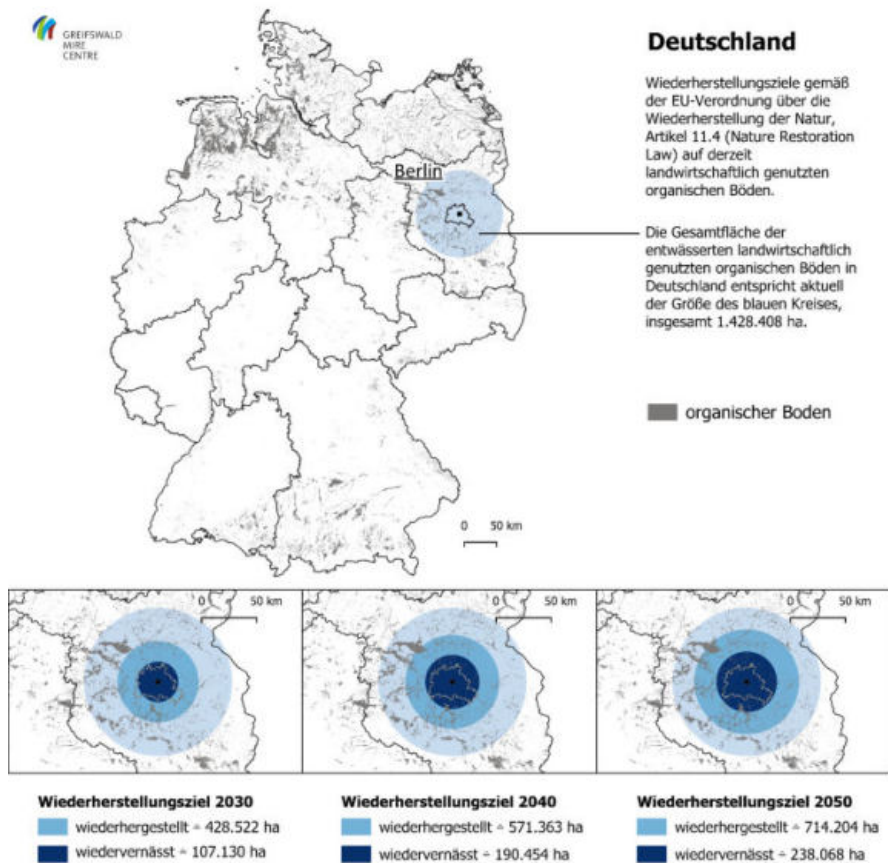 GREIFSWALD
MIRE
CENTRE
Deutschland
Wiederherstellungsziele gemäß
der EU-Verordnung über die
Wiederherstellung der Natur,
Artikel 11.4 (Nature Restoration
Law) auf derzeit
landwirtschaftlich genutzten
organischen Böden.
Berlin
Die Gesamtfläche der
entwässerten landwirtschaftlich
genutzten organischen Böden in
Deutschland entspricht aktuell
der Größe des blauen Kreises,
insgesamt 1.428.408 ha.
organischer Boden
0 50 km
0 50 km
0 50 km
0 50 km
Wiederherstellungsziel 2030
wiederhergestellt ≙ 428.522 ha
wiedervernässt ≙ 107.130 ha
Wiederherstellungsziel 2040
wiederhergestellt ≙ 571.363 ha
wiedervernässt ≙ 190.454 ha
Wiederherstellungsziel 2050
wiederhergestellt ≙ 714.204 ha
wiedervernässt ≙ 238.068 ha